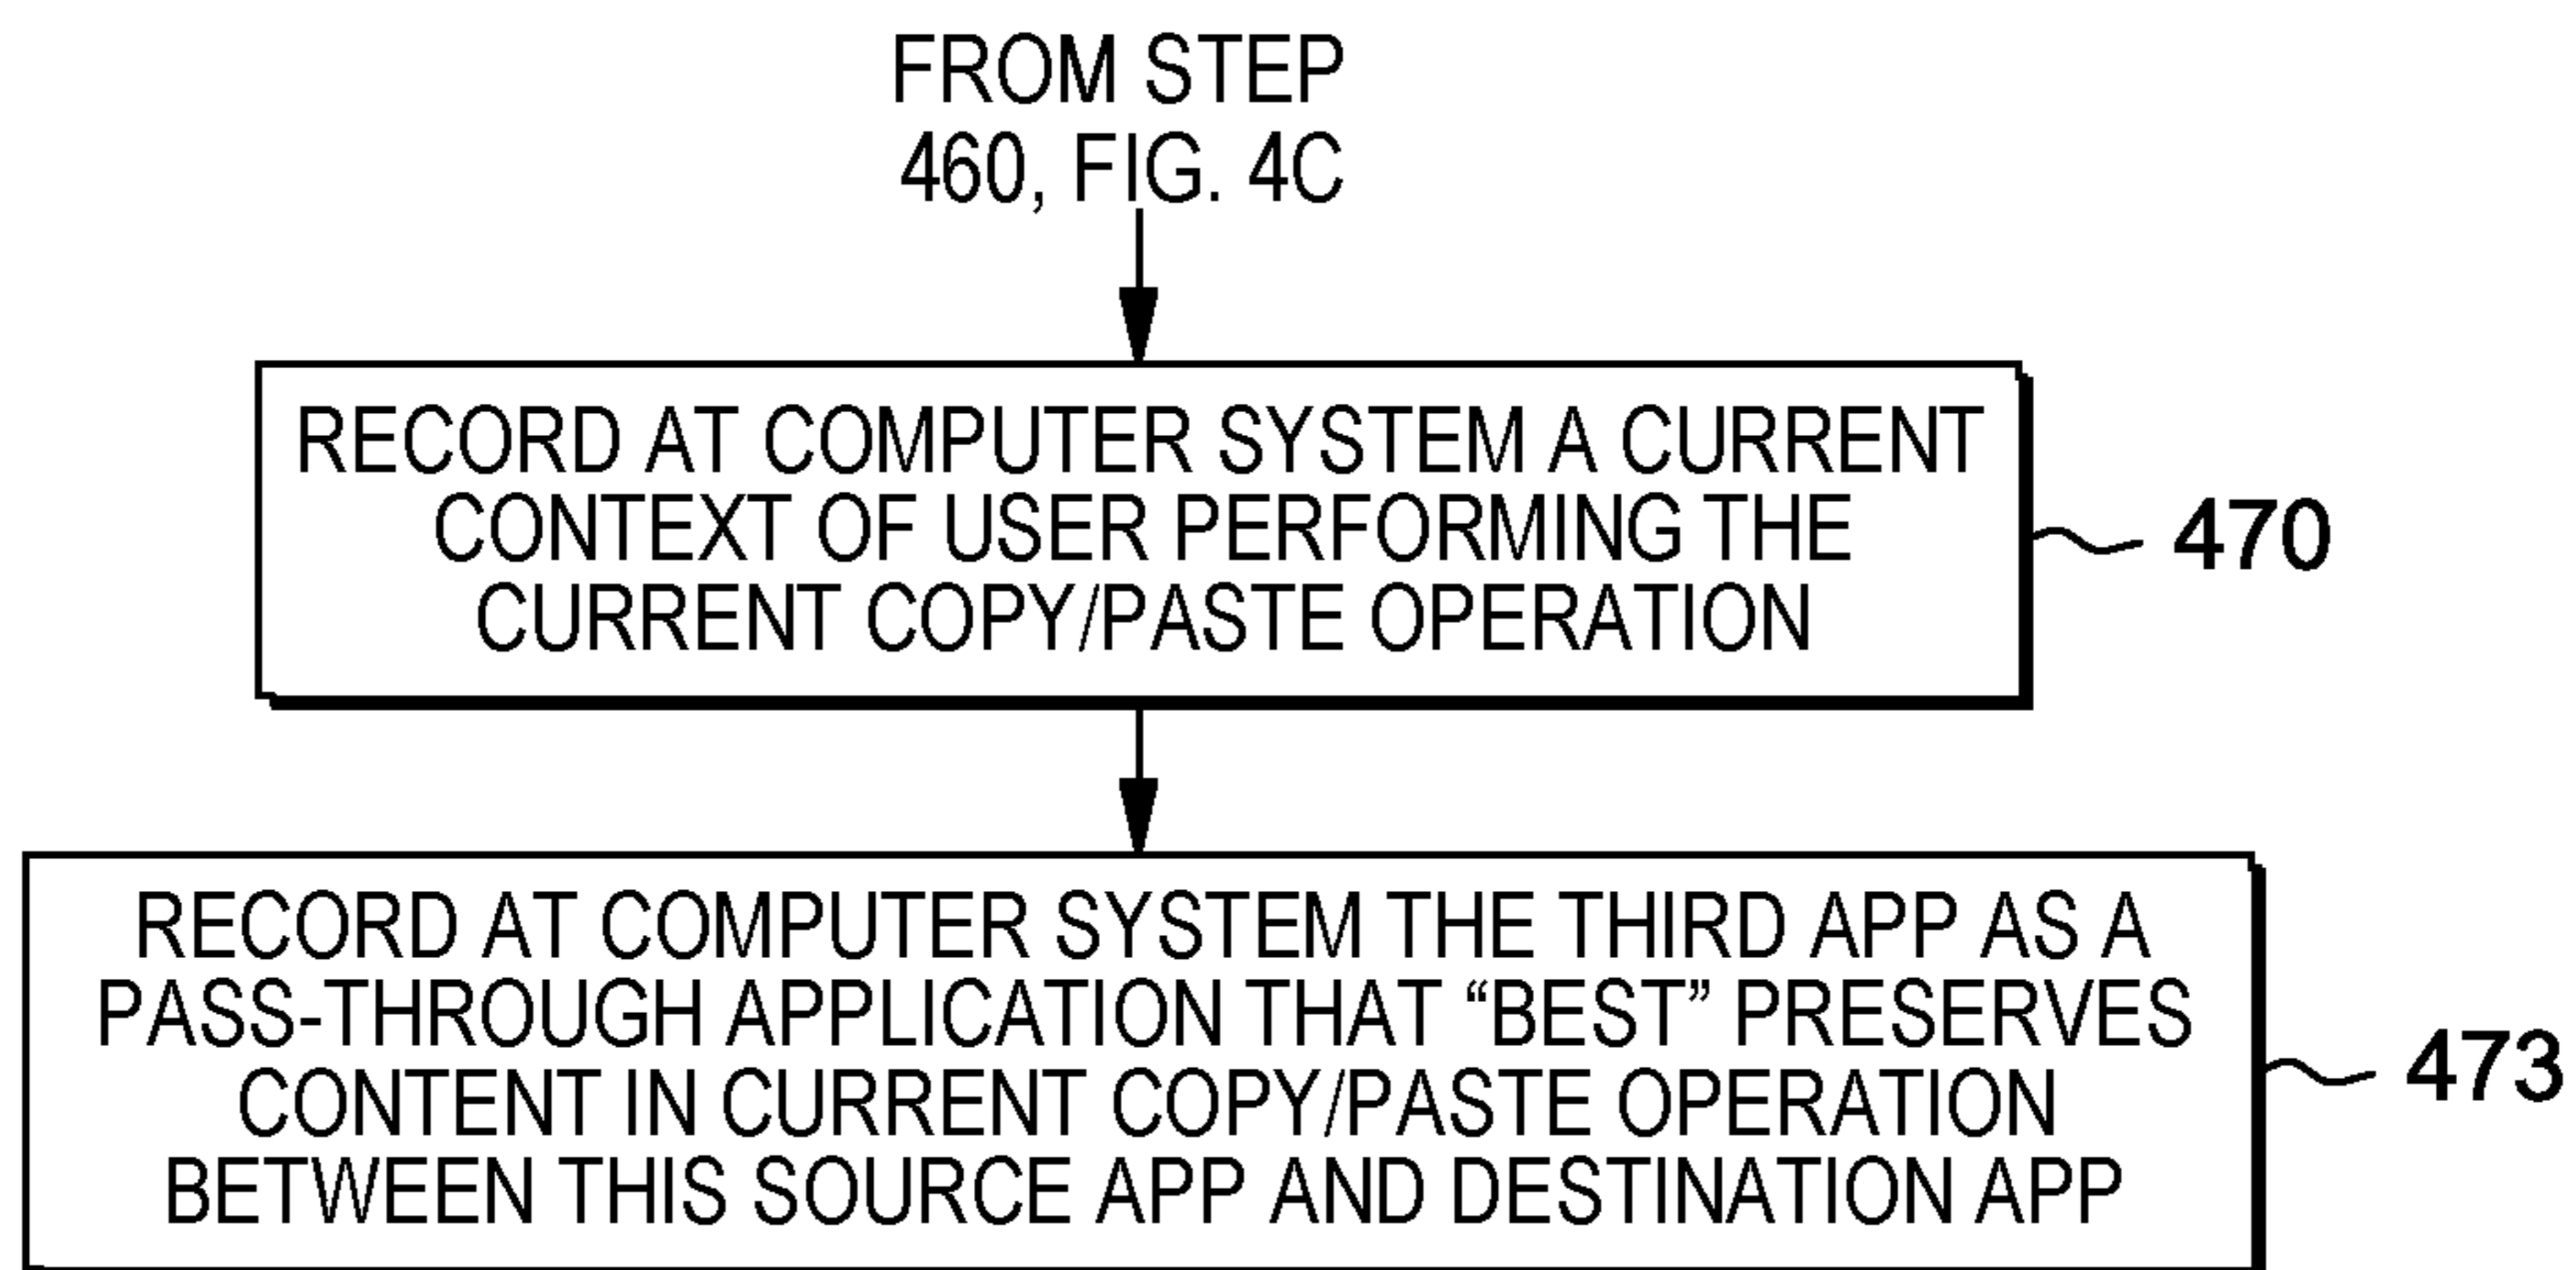 FROM STEP
460, FIG. 4C
RECORD AT COMPUTER SYSTEM A CURRENT
CONTEXT OF USER PERFORMING THE
CURRENT COPY/PASTE OPERATION
470
RECORD AT COMPUTER SYSTEM THE THIRD APP AS A
PASS-THROUGH APPLICATION THAT “BEST” PRESERVES
CONTENT IN CURRENT COPY/PASTE OPERATION
BETWEEN THIS SOURCE APP AND DESTINATION APP
473